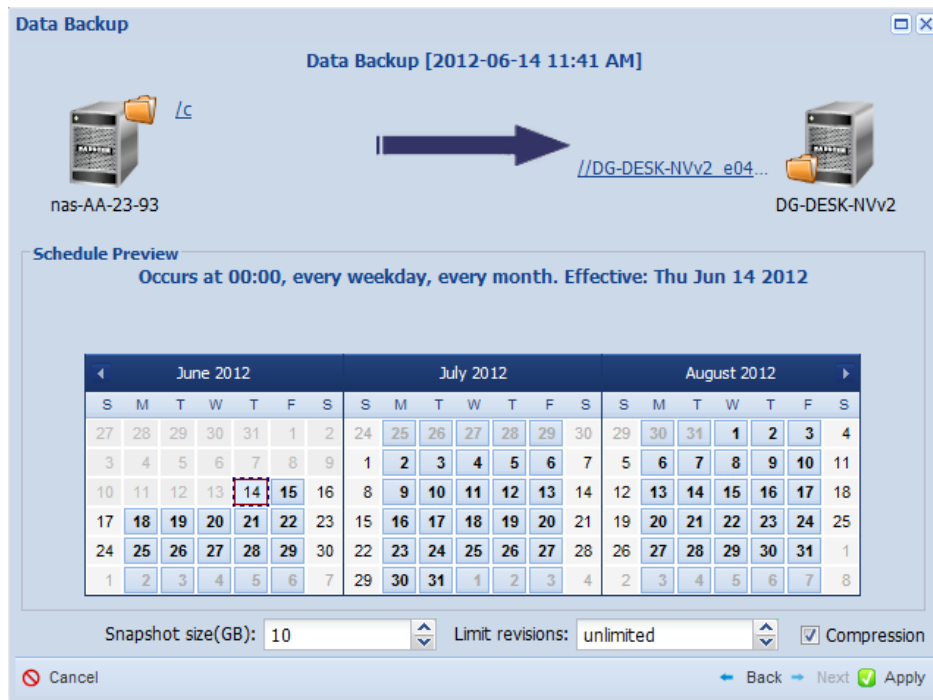 Data Backup
Data Backup [2012-06-14 11:41 AM]
/c
//DG-DESK-NVv2_e04...
nas-AA-23-93
DG-DESK-NVv2
Schedule Preview
Occurs at 00:00, every weekday, every month. Effective: Thu Jun 14 2012
June 2012 July 2012 August 2012
S M T W T F S S M T W T F S S M T W T F S
27 28 29 30 31 1 2 24 25 26 27 28 29 30 29 30 31 1 2 3 4
3 4 5 6 7 8 9 1 2 3 4 5 6 7 5 6 7 8 9 10 11
10 11 12 13 14 15 16 8 9 10 11 12 13 14 12 13 14 15 16 17 18
17 18 19 20 21 22 23 15 16 17 18 19 20 21 19 20 21 22 23 24 25
24 25 26 27 28 29 30 22 23 24 25 26 27 28 26 27 28 29 30 31 1
1 2 3 4 5 6 7 29 30 31 1 2 3 4 2 3 4 5 6 7 8
Snapshot size(GB): 10 Limit revisions: unlimited Compression
Cancel Back Next Apply